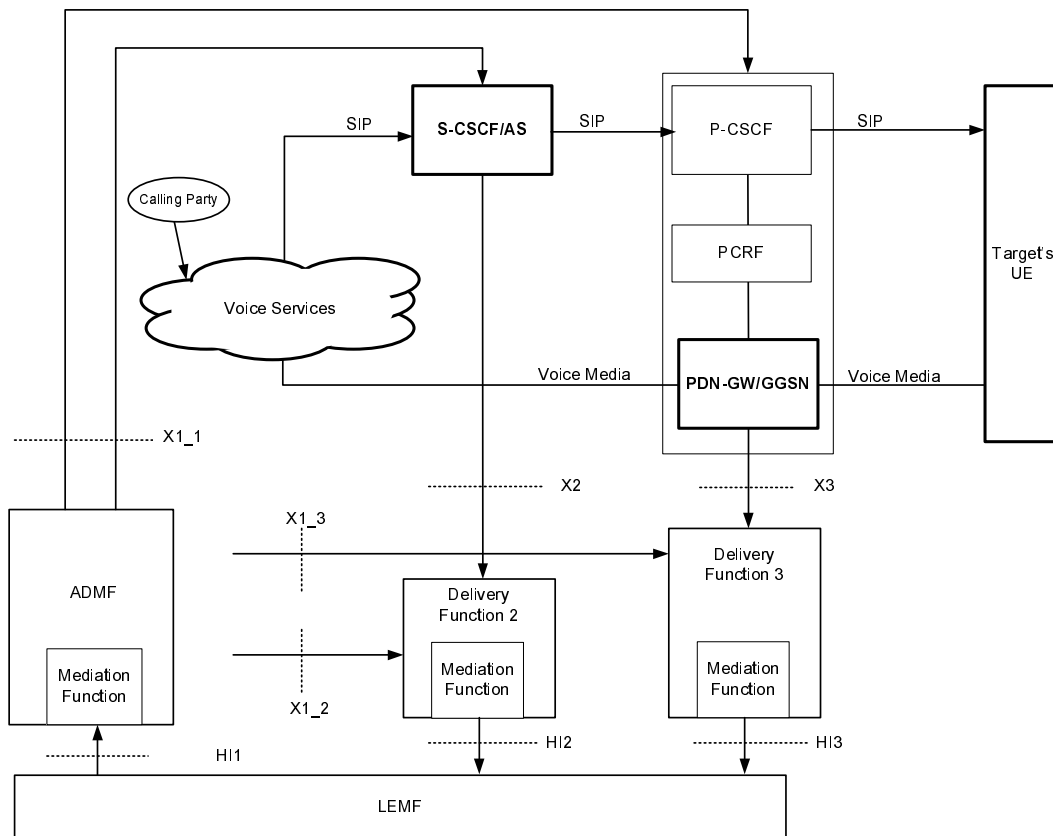 SIP
S-CSCF/AS
SIP
P-CSCF
SIP
Calling Party
PCRF
Target's
UE
Voice Services
Voice Media
PDN-GW/GGSN
Voice Media
X1_1
X2
X3
X1_3
ADMF
Delivery
Function 2
Delivery
Function 3
Mediation
Function
Mediation
Function
Mediation
Function
X1_2
HI1
HI2
HI3
LEMF